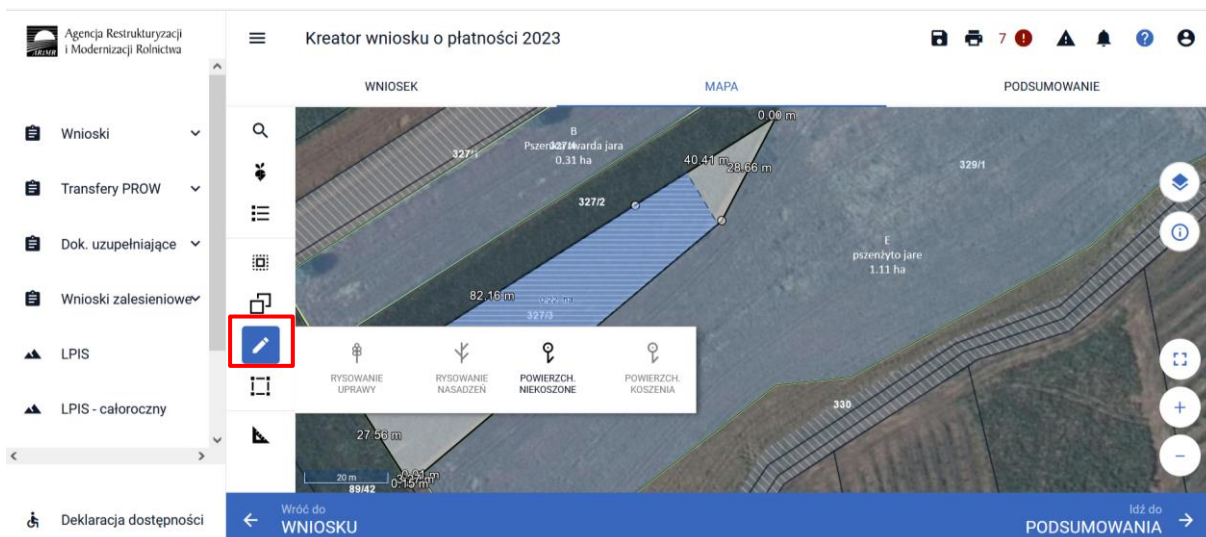 Agencja Restrukturyzacji
i Modernizacji Rolnictwa
ARiMR
Kreator wniosku o płatności 2023
7
WNIOSEK
MAPA
PODSUMOWANIE
Wnioski
Transfery PROW
Dok. uzupełniające
Wnioski zalesieniowe
LPIS
LPIS - całoroczny
Deklaracja dostępności
0.00 m
B
jara
0.31 ha
40.41 m
28.66 m
329/1
327/2
E
pszenżyto jare
1.11 ha
82.16 m
327/3
RYSOWANIE
UPRAWY
RYSOWANIE
NASADZEŃ
POWIERZCH.
NIEKOSZONE
POWIERZCH.
KOSZENIA
330
27.56 m
20 m
89/42
Wróć do
WNIOSKU
Idź do
PODSUMOWANIA